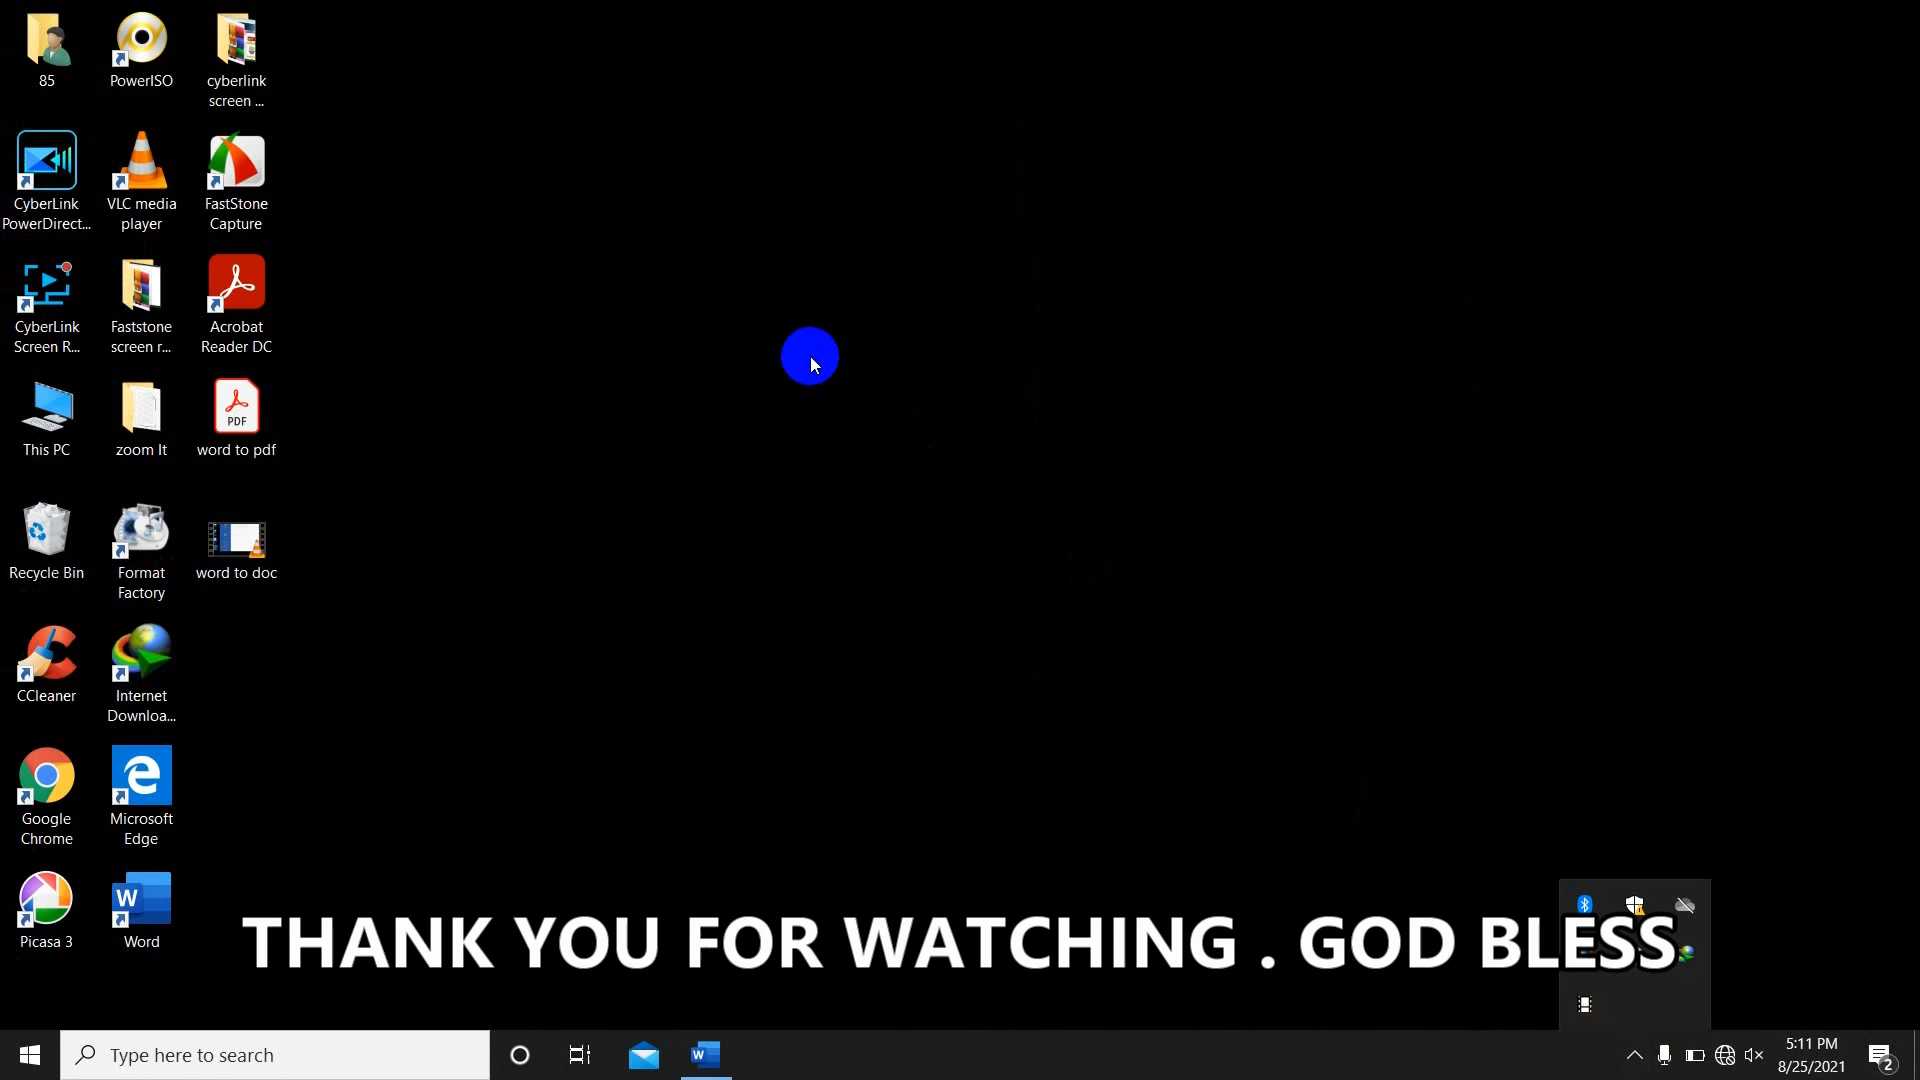 85
PowerISO
cyberlink
screen ...
CyberLink
PowerDirect...
VLC media
player
FastStone
Capture
CyberLink
Screen R...
Faststone
screen r...
Acrobat
Reader DC
PDF
This PC
zoom It
word to pdf
Recycle Bin
Format
Factory
word to doc
CCleaner
Internet
Downloa...
Google
Chrome
Microsoft
Edge
W
Picasa 3
Word
THANK YOU FOR WATCHING . GOD BLESS
Type here to search
W
5:11 PM
8/25/2021
2